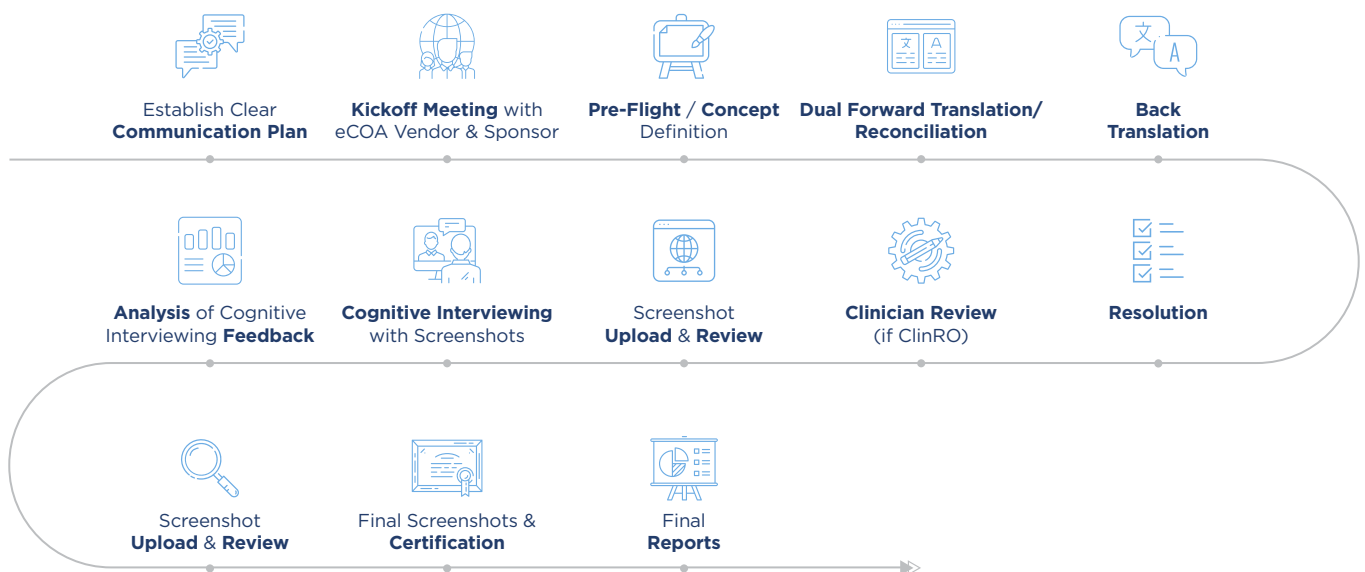 文 A
文
A
Establish Clear
Communication Plan
Kickoff Meeting with
eCOA Vendor & Sponsor
Pre-Flight / Concept
Definition
Dual Forward Translation/
Reconciliation
Back
Translation
Analysis of Cognitive
Interviewing Feedback
Cognitive Interviewing
with Screenshots
Screenshot
Upload & Review
Clinician Review
(if ClinRO)
Resolution
Screenshot
Upload & Review
Final Screenshots &
Certification
Final
Reports